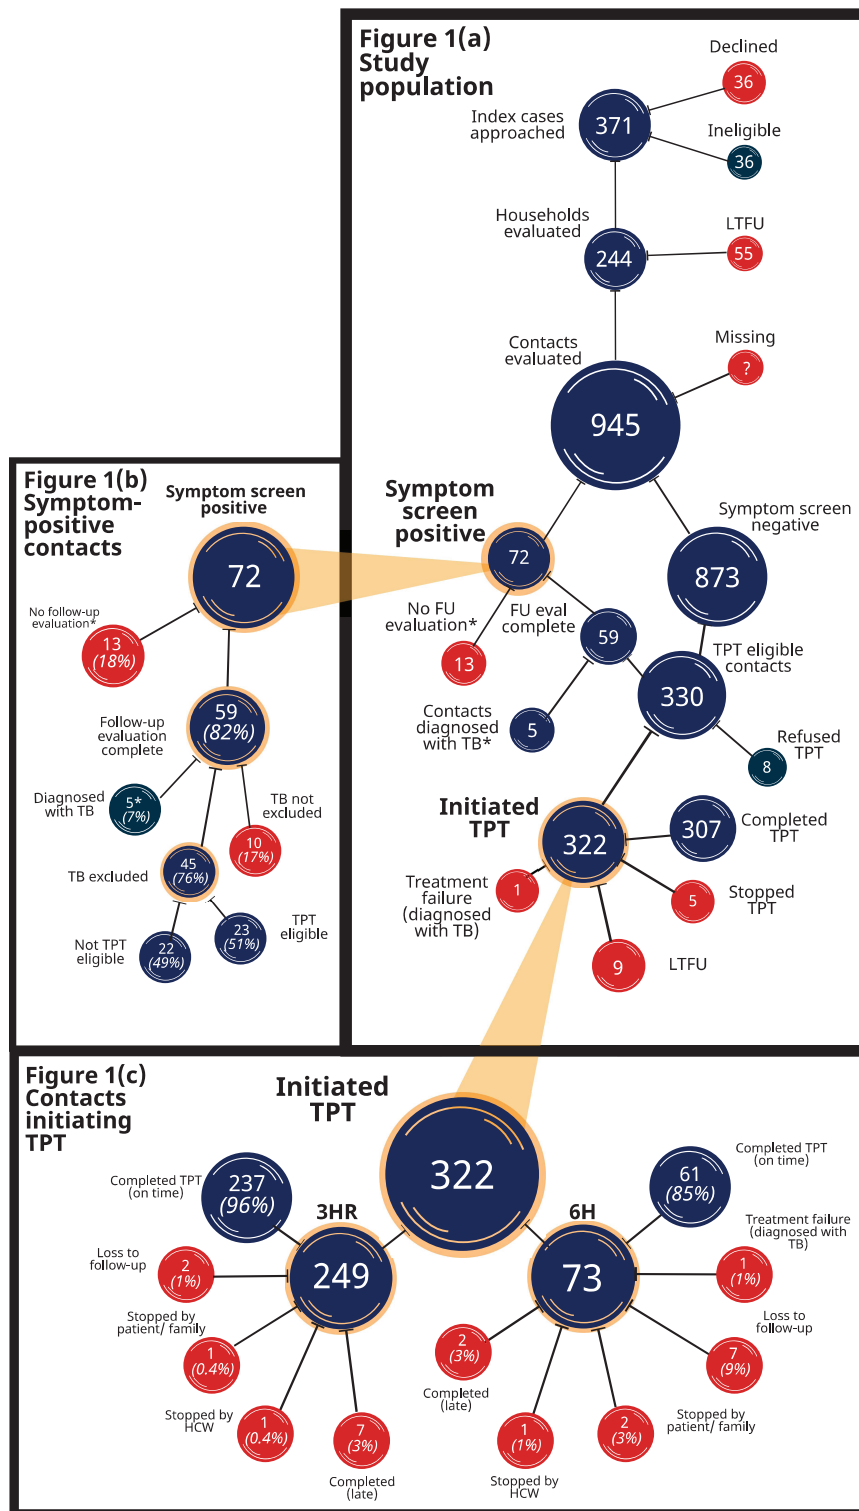 Figure 1(a)
Study
population
Declined
36
Index cases
approached
371
Ineligible
36
Households
evaluated
244
LTFU
55
Contacts
evaluated
Missing
?
945
Symptom
screen
positive
72
Symptom screen
negative
873
No FU
evaluation*
13
FU eval
complete
59
TPT eligible
contacts
330
Contacts
diagnosed
with TB*
5
Refused
TPT
8
Initiated
TPT
322
307
Completed
TPT
Treatment
failure
(diagnosed
with TB)
1
5
Stopped
TPT
9
LTFU
Figure 1(b)
Symptom-
positive
contacts
Symptom screen
positive
72
No follow-up
evaluation*
13
(18%)
Follow-up
evaluation
complete
59
(82%)
Diagnosed
with TB
5*
(7%)
TB not
excluded
10
(17%)
TB excluded
45
(76%)
Not TPT
eligible
22
(49%)
23
(51%)
TPT
eligible
Figure 1(c)
Contacts
initiating
TPT
Initiated
TPT
322
Completed TPT
(on time)
237
(96%)
3HR
249
Loss to
follow-up
2
(1%)
Stopped by
patient/ family
1
(0.4%)
Stopped by
HCW
1
(0.4%)
7
(3%)
Completed
(late)
6H
73
61
(85%)
Completed TPT
(on time)
Treatment failure
(diagnosed with
TB)
1
(1%)
Loss to
follow-up
7
(9%)
2
(3%)
Completed
(late)
1
(1%)
Stopped by
HCW
2
(3%)
Stopped by
patient/ family